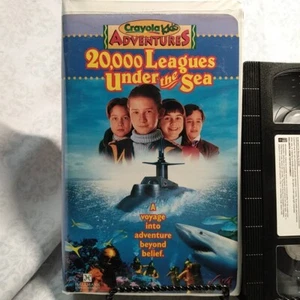 Crayola Kids
ADVENTURES
20,000 Leagues
Under the Sea
A
voyage
into
adventure
beyond
belief.